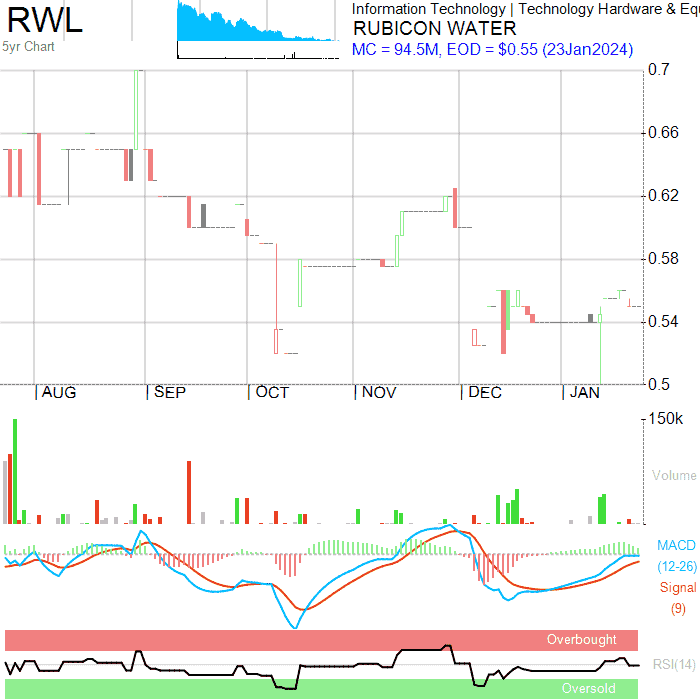 RWL
5yr Chart
Information Technology | Technology Hardware & Equ
RUBICON WATER
MC = 94.5M, EOD = $0.55 (23Jan2024)
0.7
0.66
0.62
0.58
0.54
0.5
| AUG | SEP | OCT | NOV | DEC | JAN
150k
Volume
MACD
(12-26)
Signal
(9)
Overbought
RSI(14)
Oversold